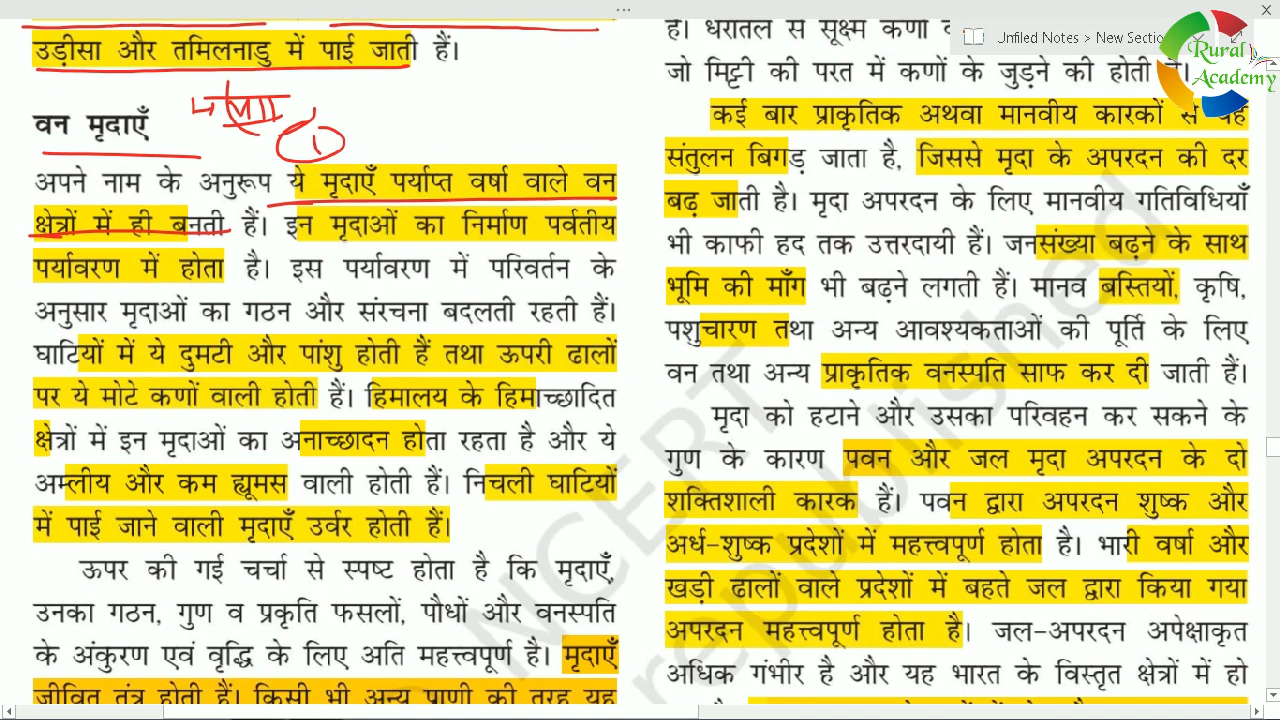 उड़ीसा और तमिलनाडु में पाई जाती हैं।
वन मृदाएँ
अपने नाम के अनुरूप ये मृदाएँ पर्याप्त वर्षा वाले वन
क्षेत्रों में ही बनती हैं। इन मृदाओं का निर्माण पर्वतीय
पर्यावरण में होता है। इस पर्यावरण में परिवर्तन के
अनुसार मृदाओं का गठन और संरचना बदलती रहती हैं।
घाटियों में ये दुमटी और पांशु होती हैं तथा ऊपरी ढालों
पर ये मोटे कणों वाली होती हैं। हिमालय के हिमाच्छादित
क्षेत्रों में इन मृदाओं का अनाच्छादन होता रहता है और ये
अम्लीय और कम ह्यूमस वाली होती हैं। निचली घाटियों
में पाई जाने वाली मृदाएँ उर्वर होती हैं।
ऊपर की गई चर्चा से स्पष्ट होता है कि मृदाएँ,
उनका गठन, गुण व प्रकृति फसलों, पौधों और वनस्पति
के अंकुरण एवं वृद्धि के लिए अति महत्त्वपूर्ण है। मृदाएँ
जीवित तंत्र होती हैं। किसी भी अन्य प्राणी की तरह यह
है। धरातल से सूक्ष्म कणों
जो मिट्टी की परत में कणों के जुड़ने की होती है।
कई बार प्राकृतिक अथवा मानवीय कारकों से यह
संतुलन बिगड़ जाता है, जिससे मृदा के अपरदन की दर
बढ़ जाती है। मृदा अपरदन के लिए मानवीय गतिविधियाँ
भी काफी हद तक उत्तरदायी हैं। जनसंख्या बढ़ने के साथ
भूमि की माँग भी बढ़ने लगती हैं। मानव बस्तियों, कृषि,
पशुचारण तथा अन्य आवश्यकताओं की पूर्ति के लिए
वन तथा अन्य प्राकृतिक वनस्पति साफ कर दी जाती हैं।
मृदा को हटाने और उसका परिवहन कर सकने के
गुण के कारण पवन और जल मृदा अपरदन के दो
शक्तिशाली कारक हैं। पवन द्वारा अपरदन शुष्क और
अर्ध-शुष्क प्रदेशों में महत्त्वपूर्ण होता है। भारी वर्षा और
खड़ी ढालों वाले प्रदेशों में बहते जल द्वारा किया गया
अपरदन महत्त्वपूर्ण होता है। जल-अपरदन अपेक्षाकृत
अधिक गंभीर है और यह भारत के विस्तृत क्षेत्रों में हो
Unfiled Notes > New Sectio
Rural
Academy
NCERT
republished